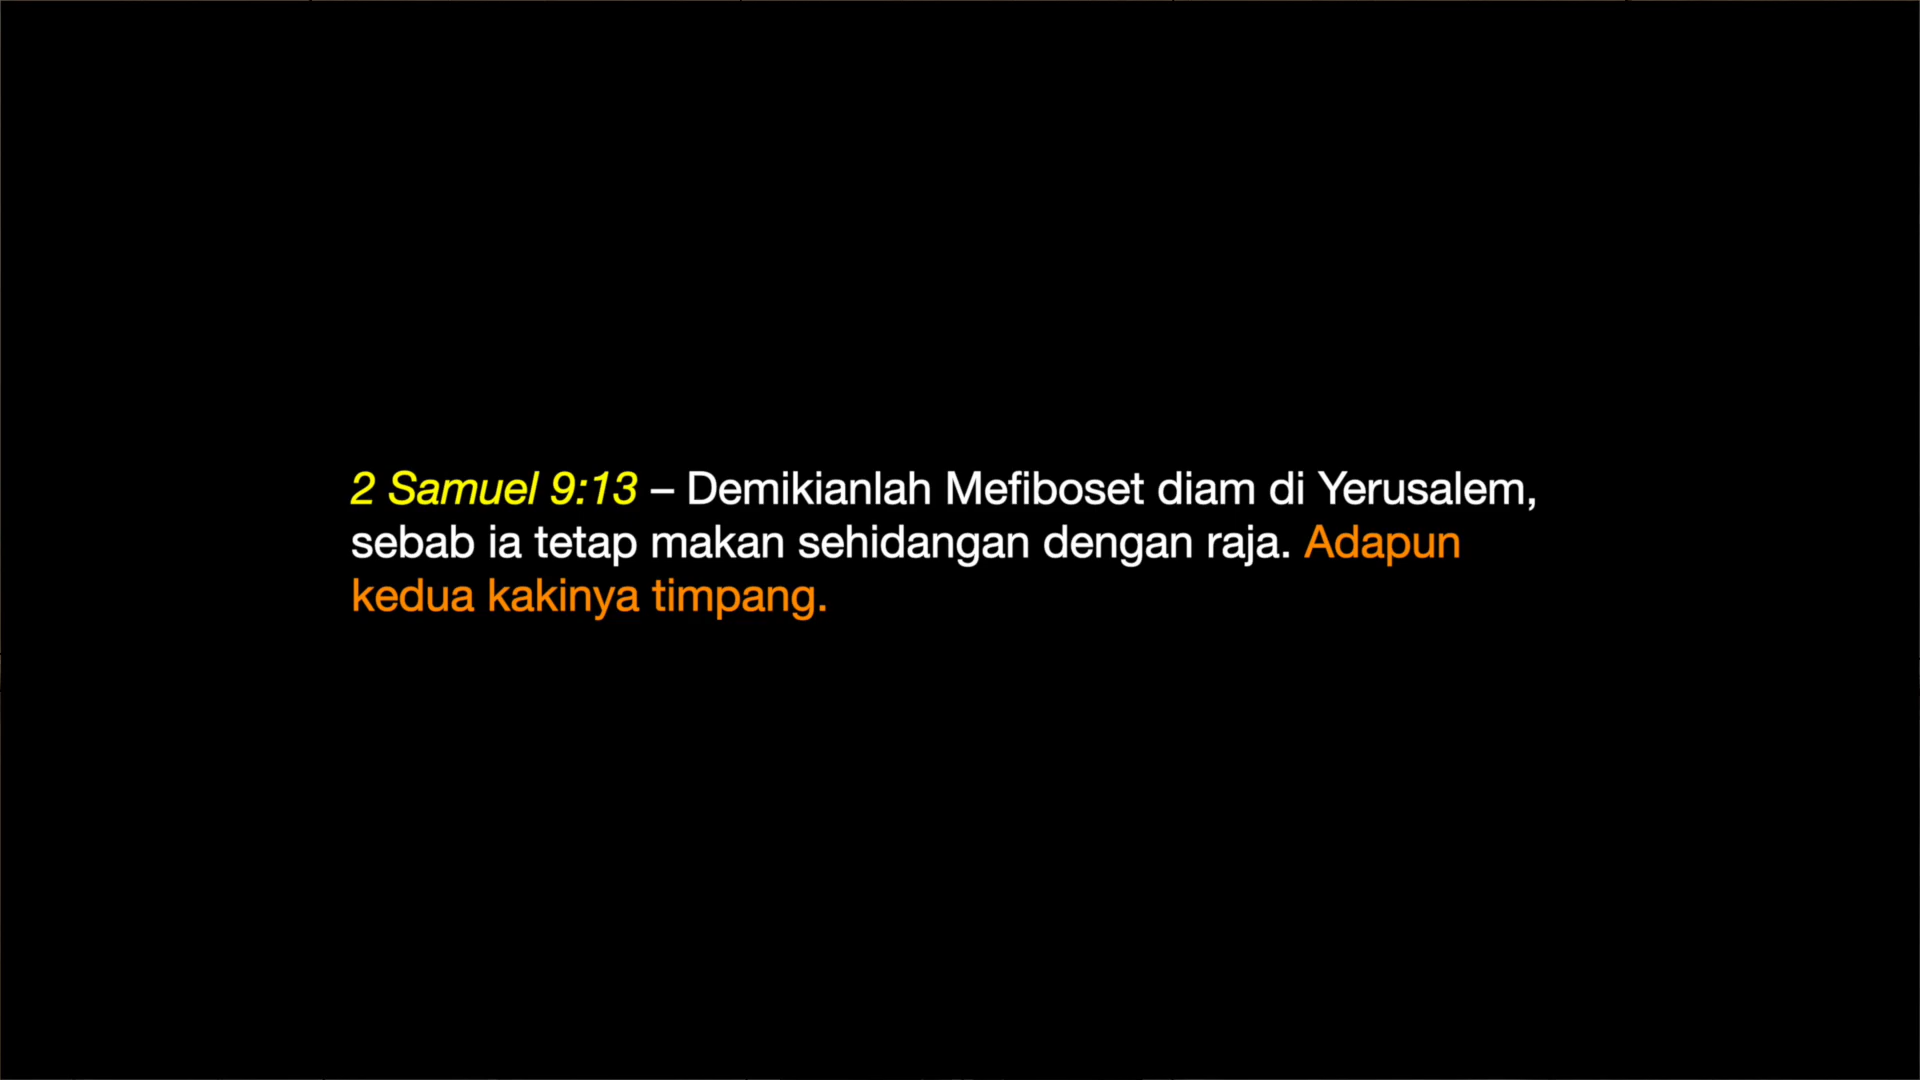 2 Samuel 9:13 – Demikianlah Mefiboset diam di Yerusalem,
sebab ia tetap makan sehidangan dengan raja. Adapun
kedua kakinya timpang.